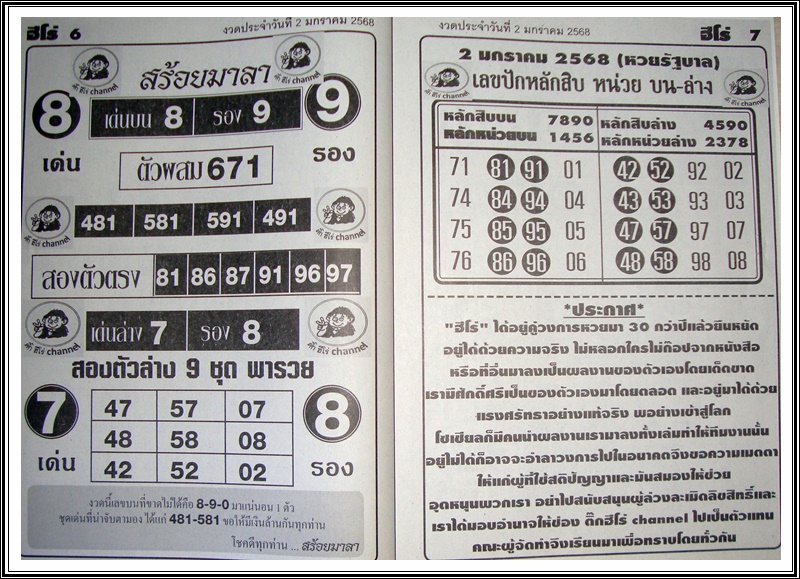 งวดประจำวันที่ 2 มกราคม 2568
ฮีโร่ 6
สร้อยมาลา
ดั๊ก ฮีโร่ channel
8 เด่นบน 8 รอง 9 9
เด่น รอง
ตัวผสม 671
481 581 591 491
ดิ๊ก ฮีโร่ channel
สองตัวตรง 81 86 87 91 96 97
เด่นล่าง 7 รอง 8
ดิ๊ก ฮีโร่ channel
สองตัวล่าง 9 ชุด พารวย
7 8
เด่น รอง
47 57 07
48 58 08
42 52 02
งวดนี้เลขบนที่ขาดไม่ได้คือ 8-9-0 มาแน่นอน 1 ตัว
ชุดเด่นที่น่าจับตามอง ได้แก่ 481-581 ขอให้มีเงินล้านกันทุกท่าน
โชคดีทุกท่าน ... สร้อยมาลา
งวดประจำวันที่ 2 มกราคม 2568
ฮีโร่ 7
2 มกราคม 2568 (หวยรัฐบาล)
เลขปักหลักสิบ หน่วย บน-ล่าง
หลักสิบบน 7890 หลักสิบล่าง 4590
หลักหน่วยบน 1456 หลักหน่วยล่าง 2378
71 81 91 01 42 52 92 02
74 84 94 04 43 53 93 03
75 85 95 05 47 57 97 07
76 86 96 06 48 58 98 08
*ประกาศ*
"ฮีโร่" ได้อยู่คู่วงการหวยมา 30 กว่าปีแล้วยืนหยัด
อยู่ได้ด้วยความจริง ไม่หลอกใครไม่ก๊อปจากหนังสือ
หรือที่อื่นมาลงเป็นผลงานของตัวเองโดยเด็ดขาด
เรามีศักดิ์ศรีเป็นของตัวเองมาโดยตลอด และอยู่มาได้ด้วย
แรงศรัทธาอย่างแท้จริง พอย่างเข้าสู่โลก
โซเชียลก็มีคนนำผลงานเรามาลงทั้งเล่มทำให้ทีมงานนั้น
อยู่ไม่ได้ก็อาจจะอำลาวงการไปในอนาคตจึงขอความเมตตา
ให้แก่ผู้ที่ใช้สติปัญญาและมันสมองให้ช่วย
อุดหนุนพวกเรา อย่าไปสนับสนุนผู้ล่วงละเมิดลิขสิทธิ์และ
เราได้มอบอำนาจให้ช่อง ดิ๊กฮีโร่ channel ไปเป็นตัวแทน
คณะผู้จัดทำจึงเรียนมาเพื่อทราบโดยทั่วกัน